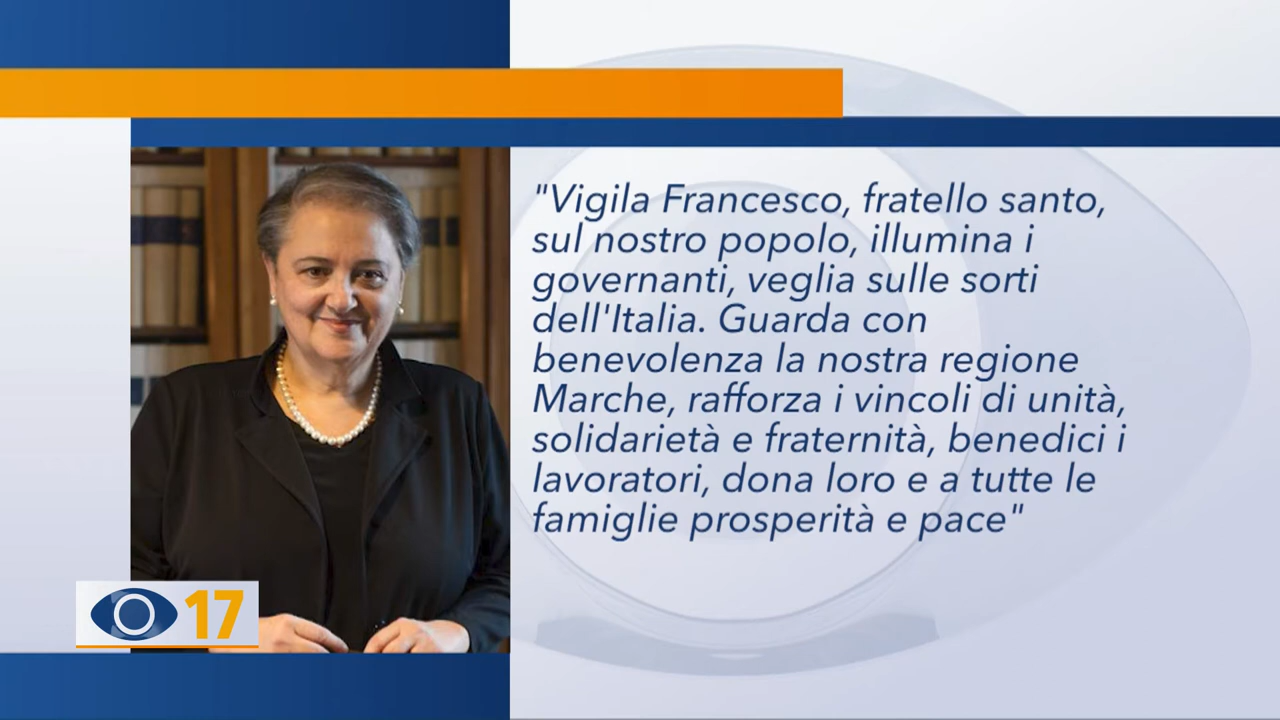 "Vigila Francesco, fratello santo,
sul nostro popolo, illumina i
governanti, veglia sulle sorti
dell'Italia. Guarda con
benevolenza la nostra regione
Marche, rafforza i vincoli di unità,
solidarietà e fraternità, benedici i
lavoratori, dona loro e a tutte le
famiglie prosperità e pace"
17